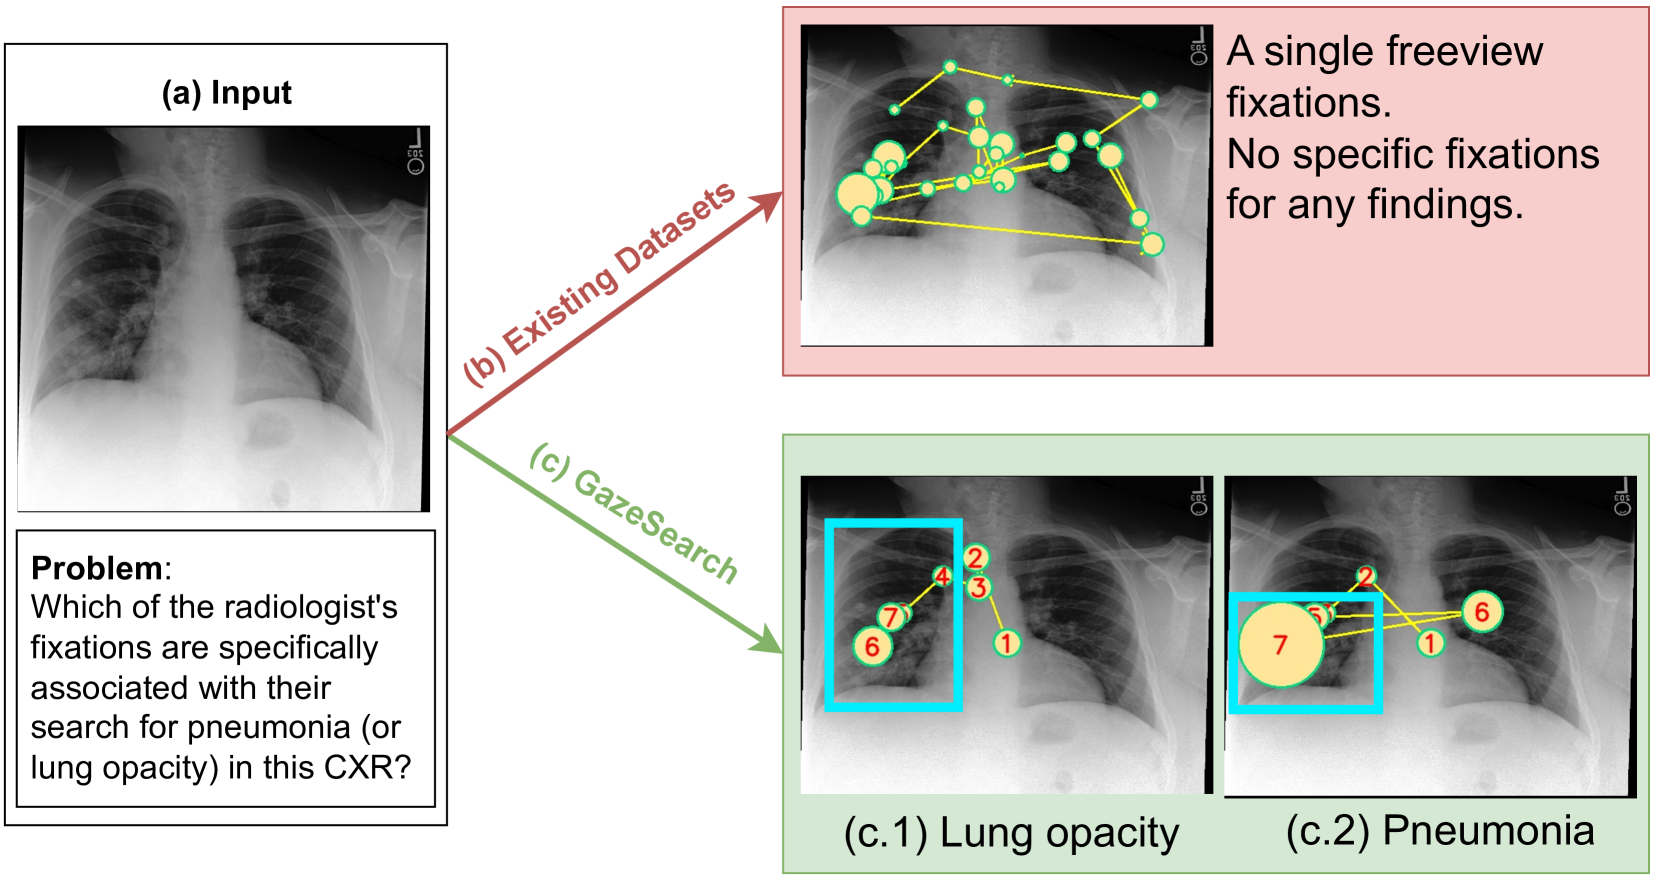 (a) Input
Problem:
Which of the radiologist's
fixations are specifically
associated with their
search for pneumonia (or
lung opacity) in this CXR?
(b) Existing Datasets
A single freeview
fixations.
No specific fixations
for any findings.
(c) GazeSearch
4
2
3
7
6
1
(c.1) Lung opacity
2
5
6
7
1
(c.2) Pneumonia